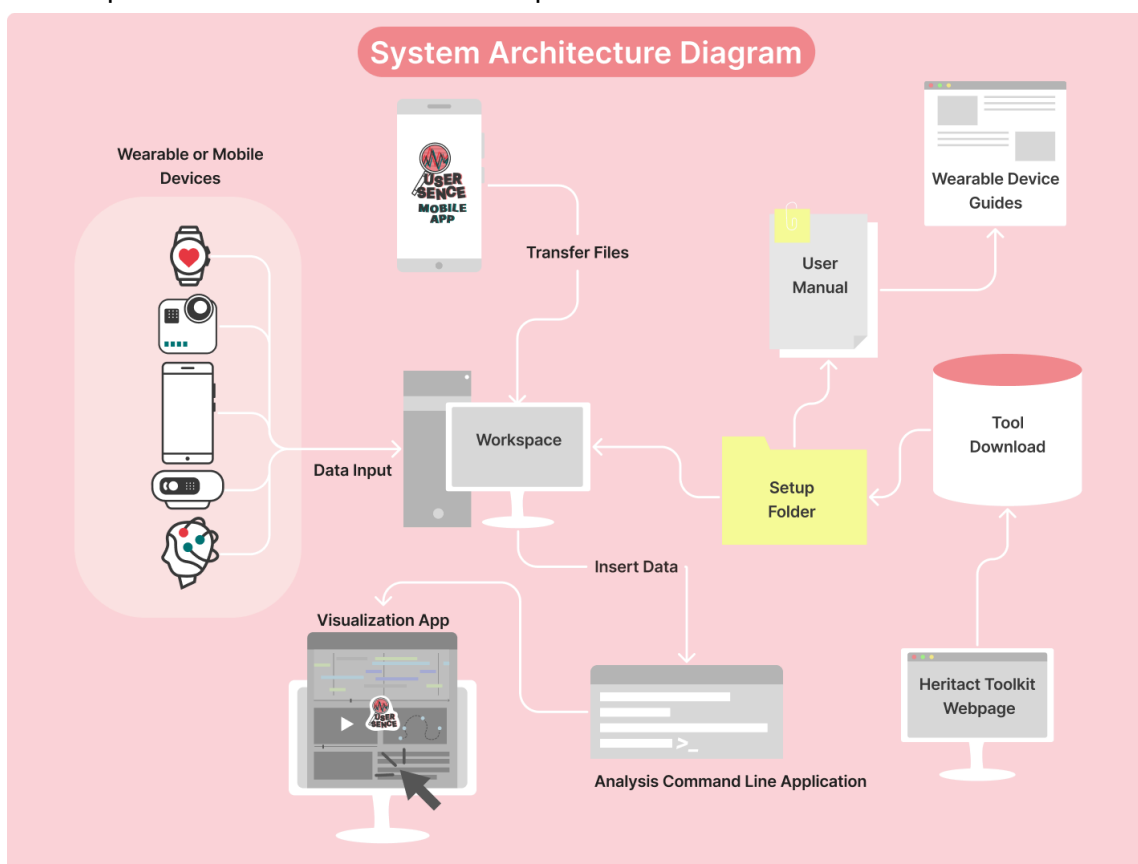 System Architecture Diagram
Wearable or Mobile
Devices
USER
SENCE
MOBILE
APP
Transfer Files
Wearable Device
Guides
User
Manual
Tool
Download
Workspace
Data Input
Setup
Folder
Insert Data
Visualization App
USER
SENCE
>_
Heritact Toolkit
Webpage
Analysis Command Line Application